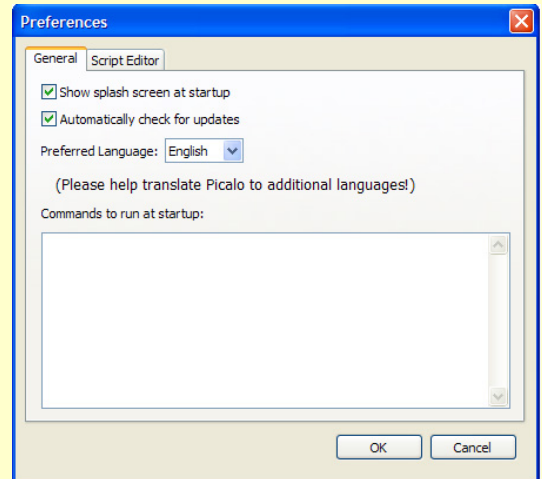 Preferences
General Script Editor
Show splash screen at startup
Automatically check for updates
Preferred Language: English
(Please help translate Picalo to additional languages!)
Commands to run at startup:
OK Cancel